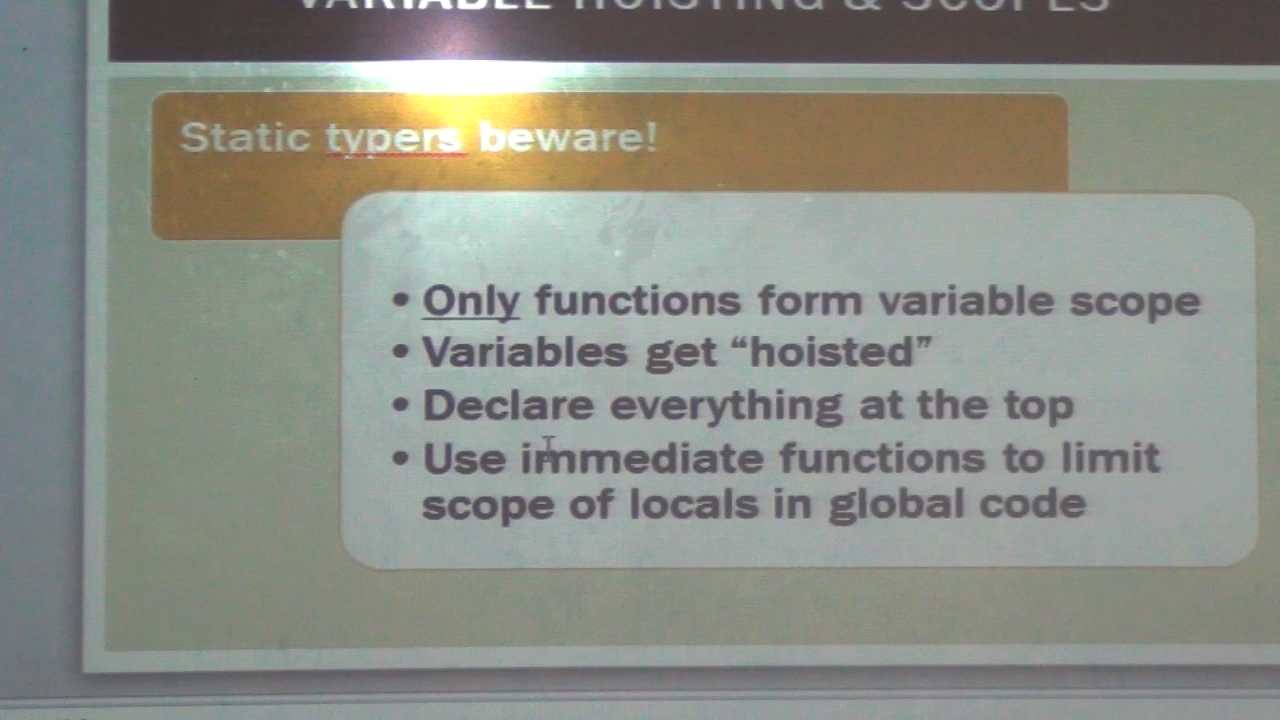 VARIABLE HOISTING & SCOPES
Static typers beware!
• Only functions form variable scope
• Variables get “hoisted”
• Declare everything at the top
• Use immediate functions to limit
scope of locals in global code